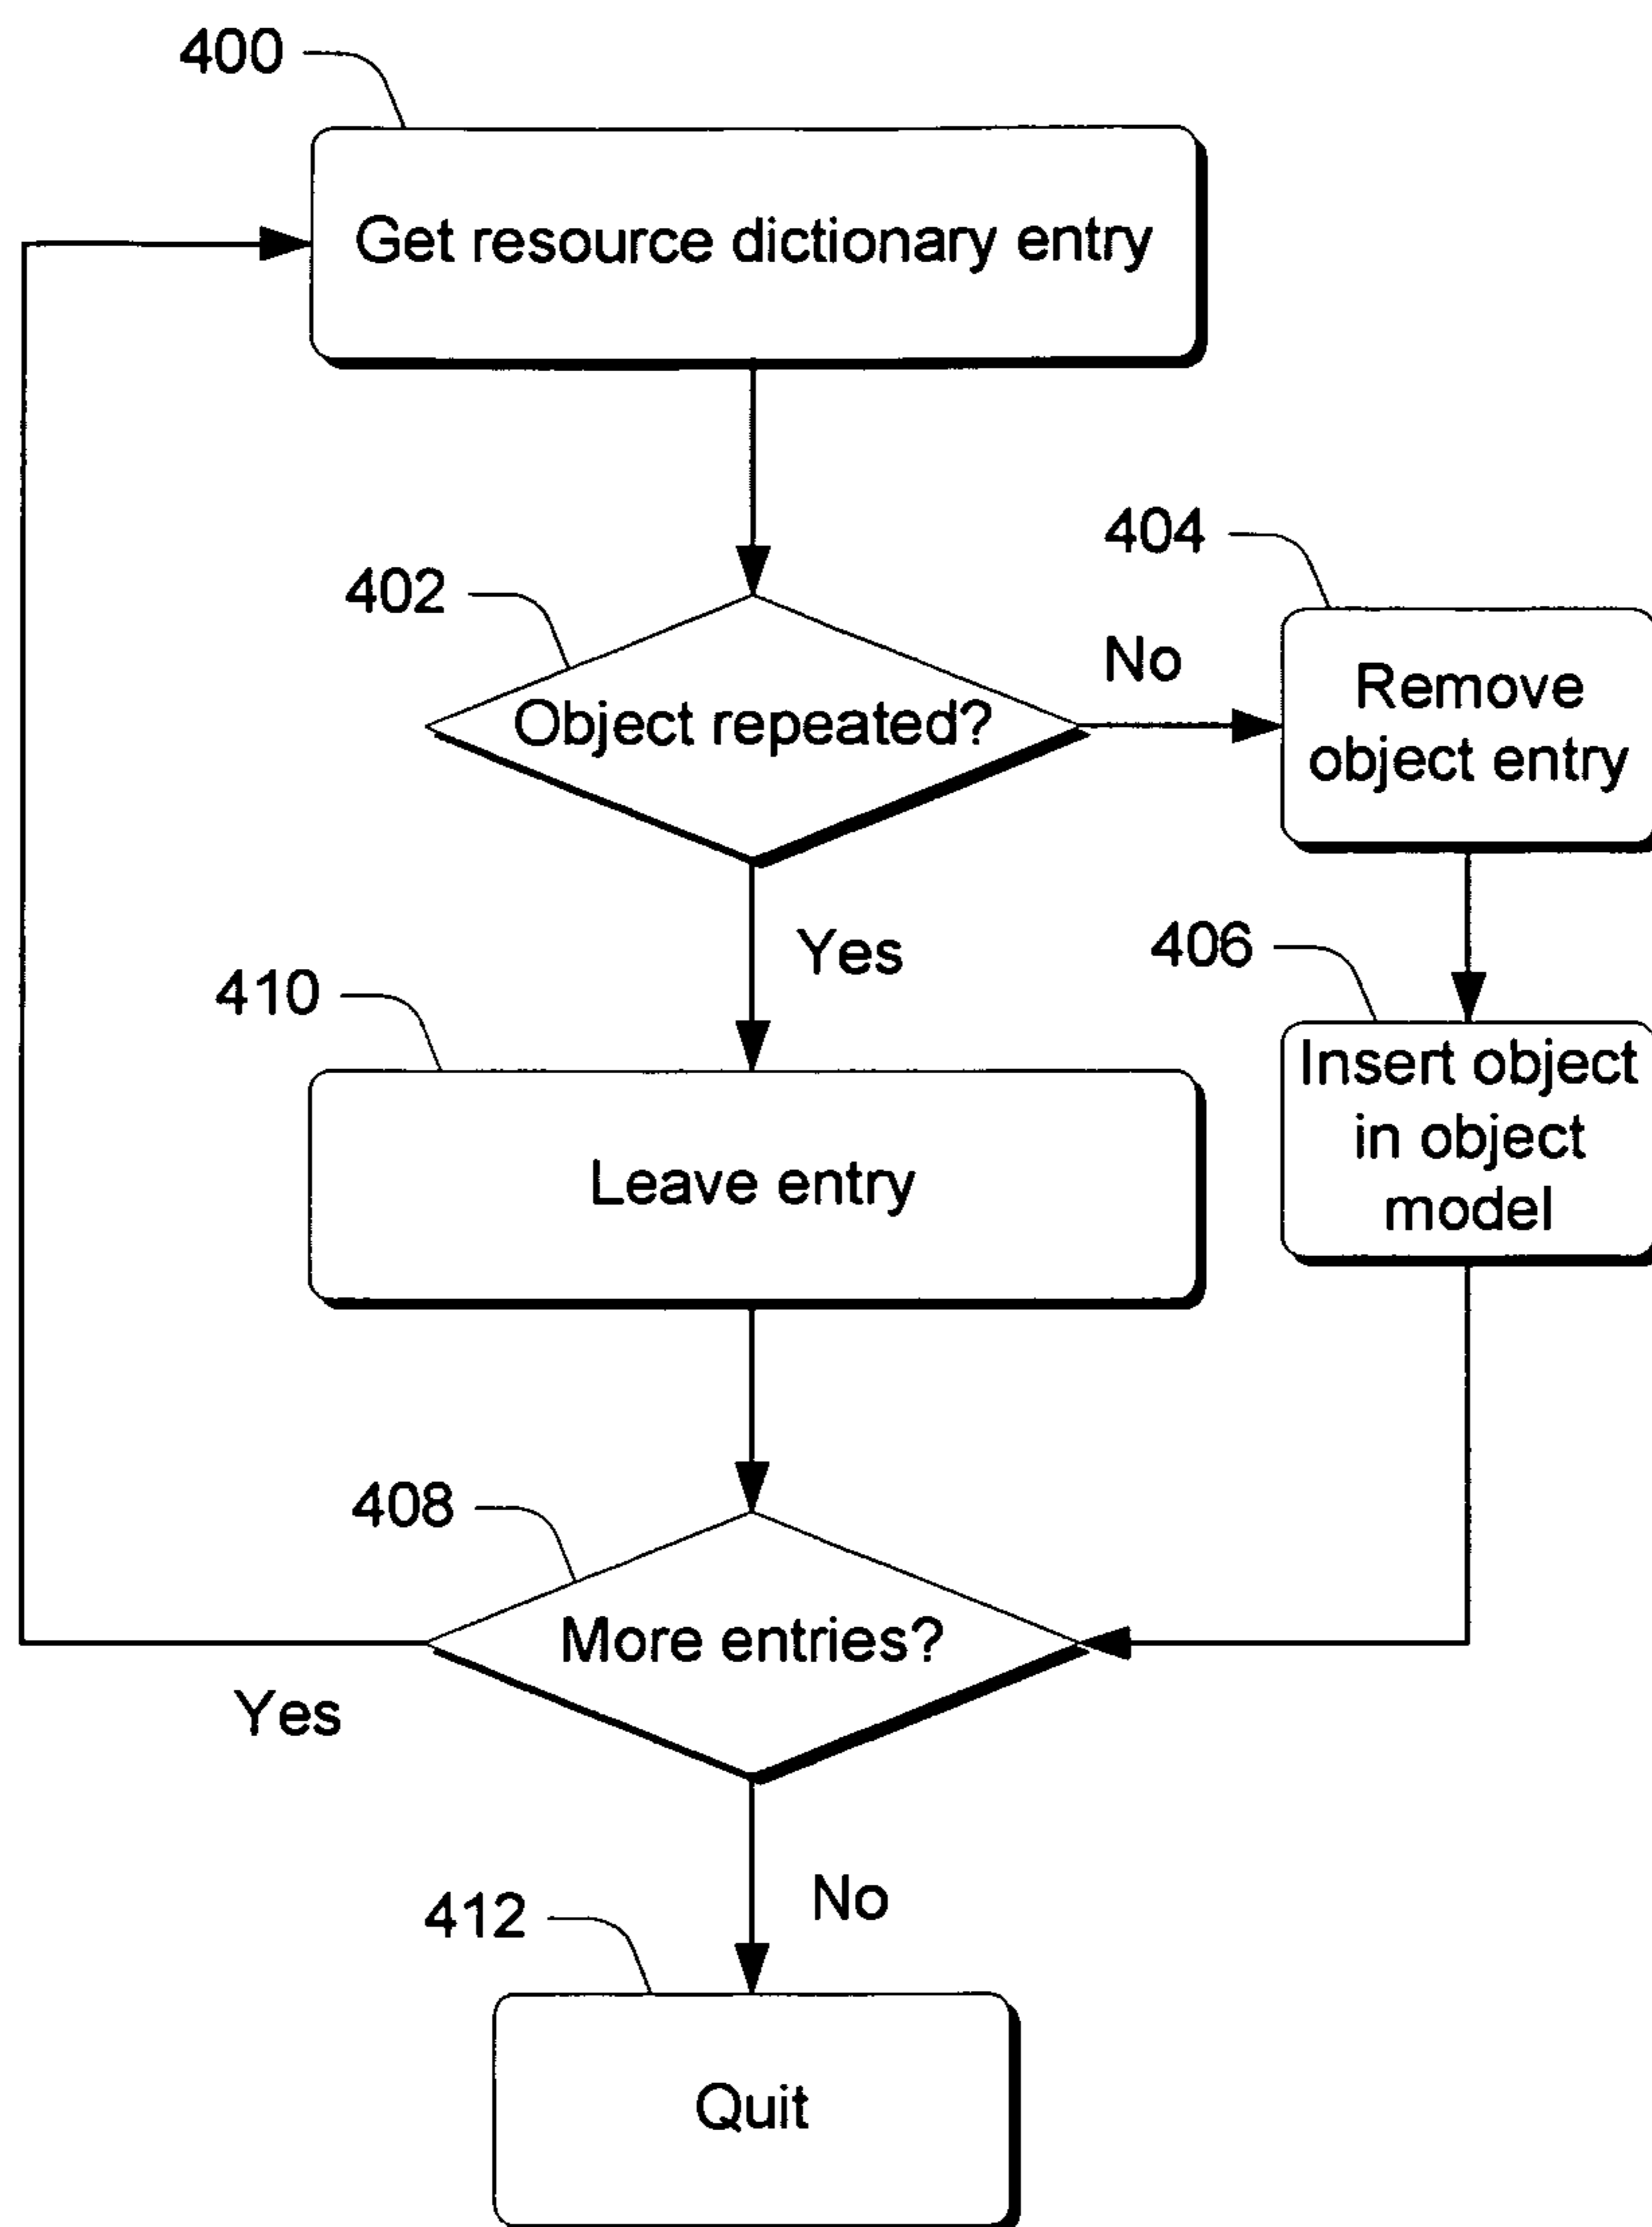 400
Get resource dictionary entry
402
Object repeated?
No
404
Remove
object entry
Yes
406
Insert object
in object
model
410
Leave entry
408
More entries?
Yes
No
412
Quit